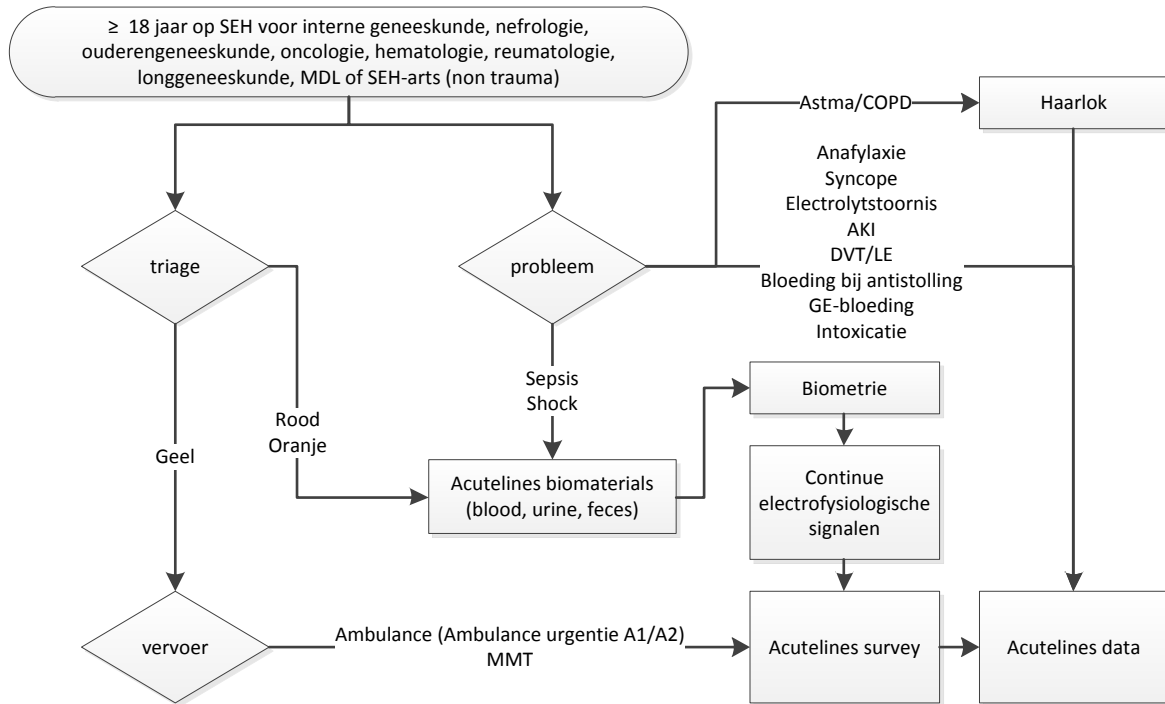 ≥ 18 jaar op SEH voor interne geneeskunde, nefrologie,
ouderengeneeskunde, oncologie, hematologie, reumatologie,
longgeneeskunde, MDL of SEH-arts (non trauma)
Astma/COPD
Haarlok
Anafylaxie
Syncope
Electrolytstoornis
AKI
DVT/LE
Bloeding bij antistolling
GE-bloeding
Intoxicatie
triage
probleem
Sepsis
Shock
Biometrie
Rood
Oranje
Geel
Acutelines biomaterials
(blood, urine, feces)
Continue
electrofysiologische
signalen
vervoer
Ambulance (Ambulance urgentie A1/A2)
MMT
Acutelines survey
Acutelines data